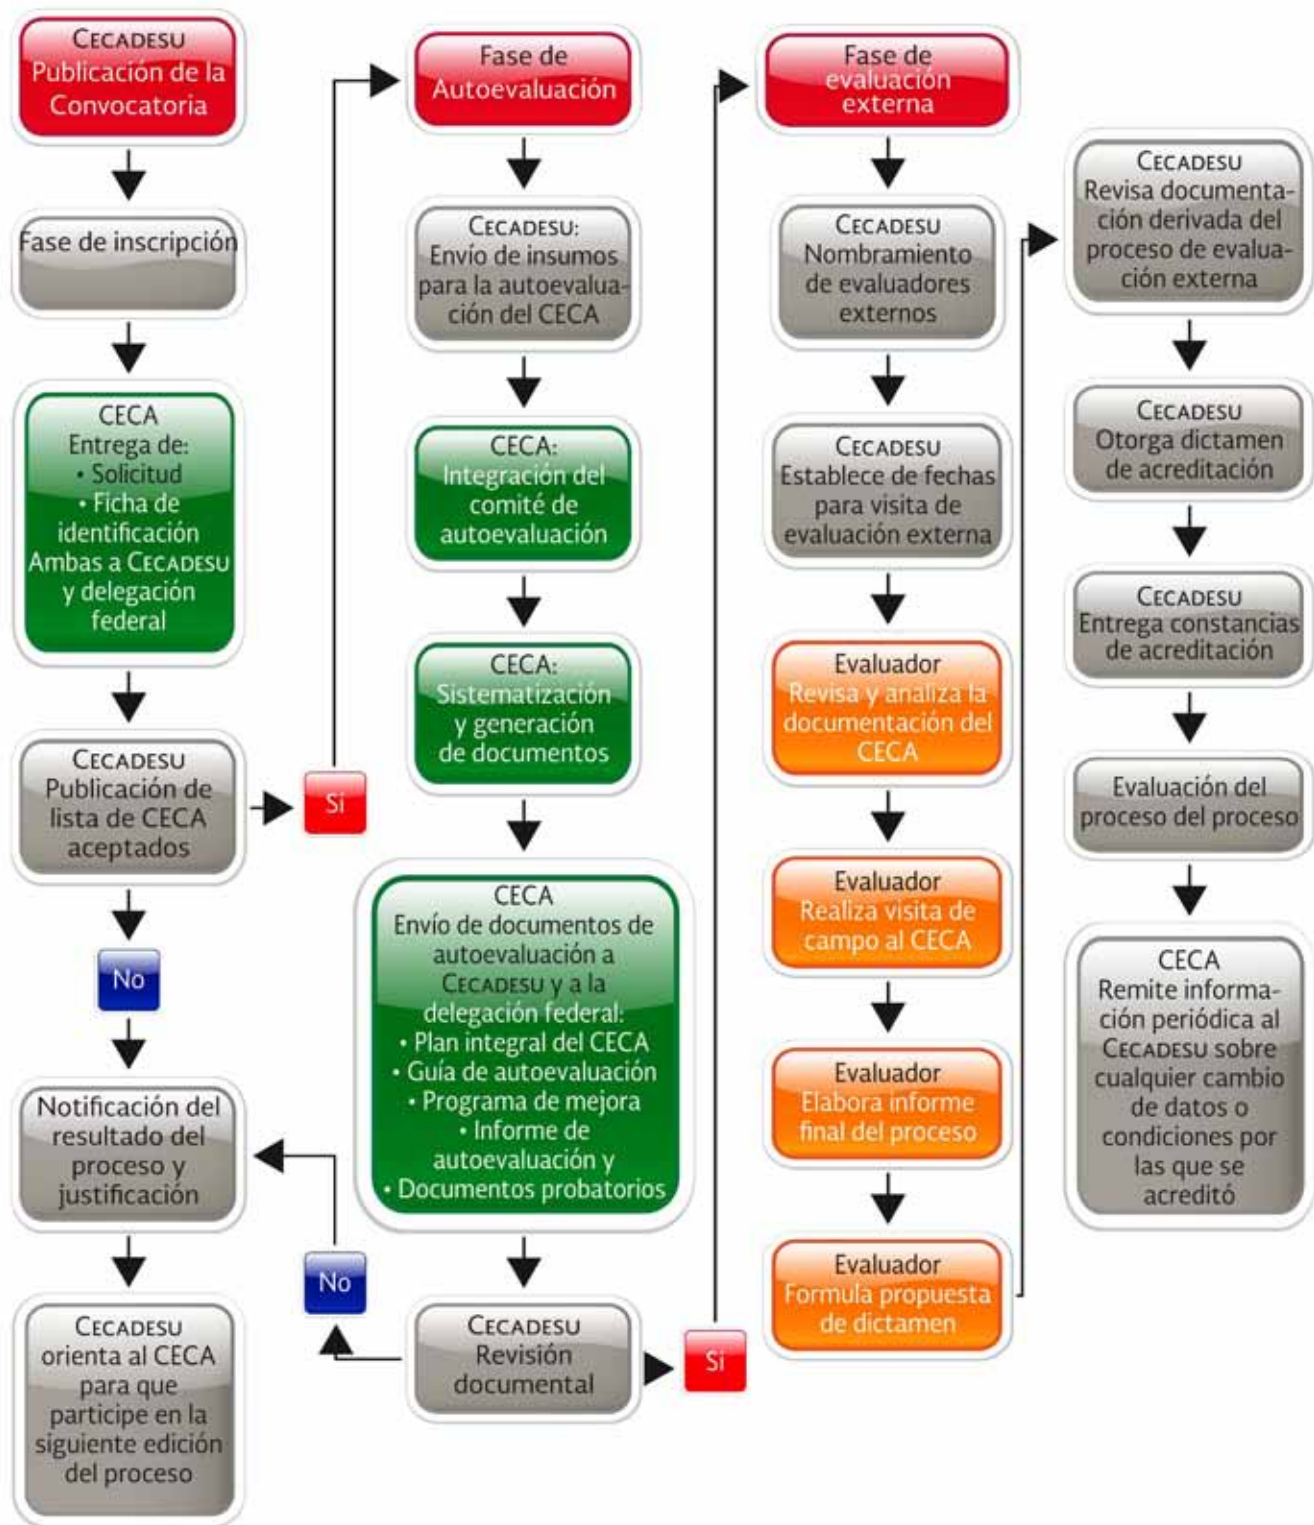 CECADESU
Publicación de la
Convocatoria
Fase de inscripción
CECA
Entrega de:
• Solicitud
• Ficha de
identificación
Ambas a CECADESU
y delegación
federal
CECADESU
Publicación de
lista de CECA
aceptados
Si
No
Notificación del
resultado del
proceso y
justificación
CECADESU
orienta al CECA
para que
participe en la
siguiente edición
del proceso
Fase de
Autoevaluación
CECADESU:
Envío de insumos
para la autoevalua-
ción del CECA
CECA:
Integración del
comité de
autoevaluación
CECA:
Sistematización
y generación
de documentos
CECA
Envío de documentos de
autoevaluación a
CECADESU y a la
delegación federal:
• Plan integral del CECA
• Guía de autoevaluación
• Programa de mejora
• Informe de
autoevaluación y
• Documentos probatorios
CECADESU
Revisión
documental
No
Si
Fase de
evaluación
externa
CECADESU
Nombramiento
de evaluadores
externos
CECADESU
Establece de fechas
para visita de
evaluación externa
Evaluador
Revisa y analiza la
documentación del
CECA
Evaluador
Realiza visita de
campo al CECA
Evaluador
Elabora informe
final del proceso
Evaluador
Formula propuesta
de dictamen
CECADESU
Revisa documenta-
ción derivada del
proceso de evalua-
ción externa
CECADESU
Otorga dictamen
de acreditación
CECADESU
Entrega constancias
de acreditación
Evaluación del
proceso del proceso
CECA
Remite informa-
ción periódica al
CECADESU sobre
cualquier cambio
de datos o
condiciones por
las que se
acreditó